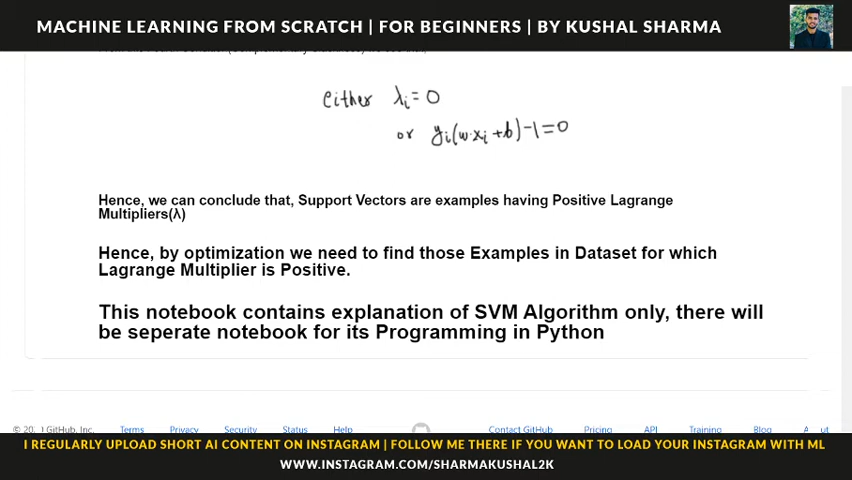 MACHINE LEARNING FROM SCRATCH | FOR BEGINNERS | BY KUSHAL SHARMA
either λi = 0
or yi(w·xi + b) - 1 = 0
Hence, we can conclude that, Support Vectors are examples having Positive Lagrange
Multipliers(λ)
Hence, by optimization we need to find those Examples in Dataset for which
Lagrange Multiplier is Positive.
This notebook contains explanation of SVM Algorithm only, there will
be seperate notebook for its Programming in Python
GitHub, Inc. Terms Privacy Security Status Help Contact GitHub Pricing API Training Blog
I REGULARLY UPLOAD SHORT AI CONTENT ON INSTAGRAM | FOLLOW ME THERE IF YOU WANT TO LOAD YOUR INSTAGRAM WITH ML
WWW.INSTAGRAM.COM/SHARMAKUSHAL2K